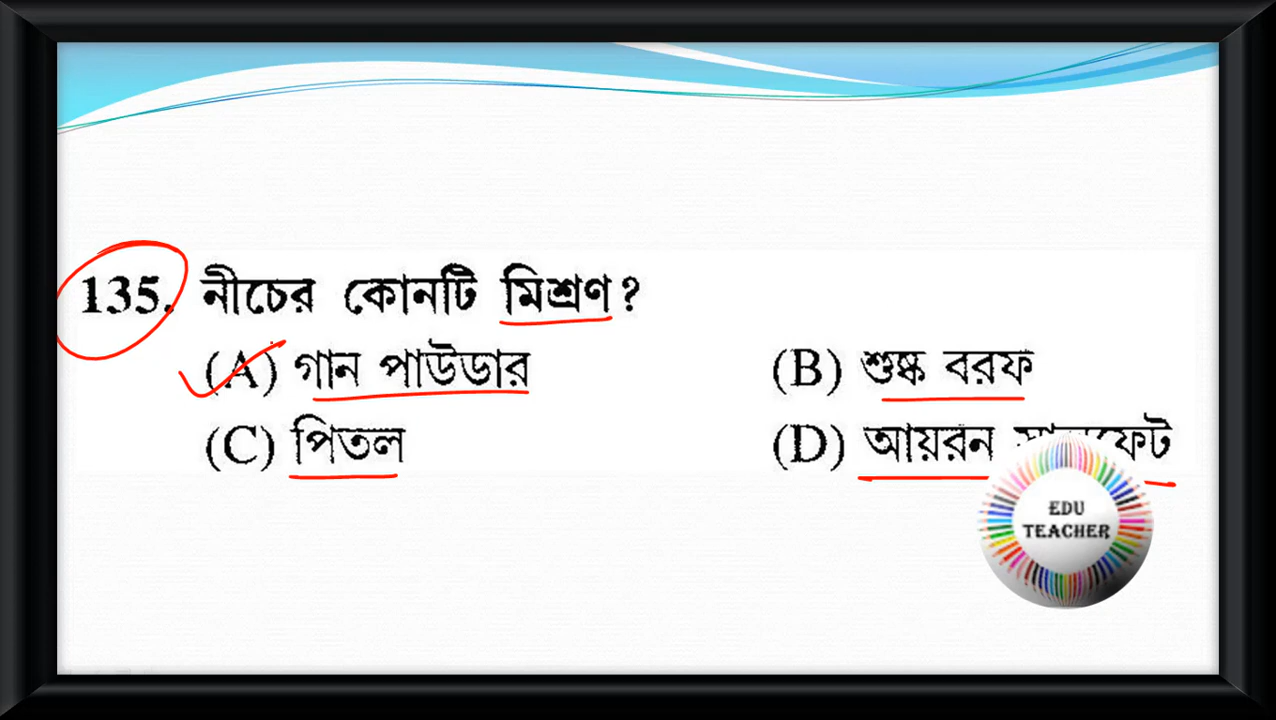 135. নীচের কোনটি মিশ্রণ?
(A) গান পাউডার (B) শুষ্ক বরফ
(C) পিতল (D) আয়রন
EDU
TEACHER